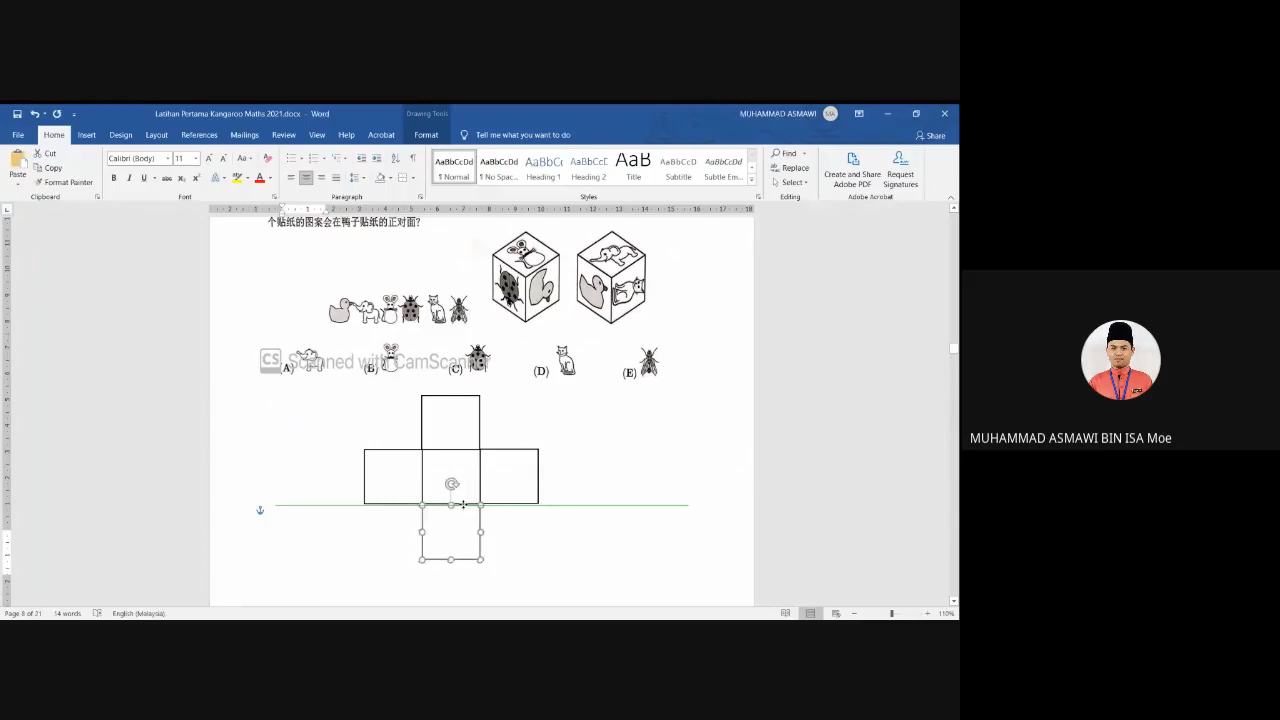 Latihan Pertama Kangaroo Maths 2021.docx - Word
Drawing Tools
MUHAMMAD ASMAWI
MA
File Home Insert Design Layout References Mailings Review View Help Acrobat Format Tell me what you want to do
Share
Paste
Cut
Copy
Format Painter
Clipboard
Calibri (Body) 11
Font
Paragraph
AaBbCcDd AaBbCcDd AaBbCc AaBbCcD AaB AaBbCcD AaBbCcDd
¶ Normal ¶ No Spac... Heading 1 Heading 2 Title Subtitle Subtle Em...
Styles
Find
Replace
Select
Editing
Create and Share Adobe PDF
Request Signatures
Adobe Acrobat
个贴纸的图案会在鸭子贴纸的正对面?
CS Scanned with CamScanner
(A) (B) (C) (D) (E)
Page 8 of 21 14 words English (Malaysia) 110%
MUHAMMAD ASMAWI BIN ISA Moe